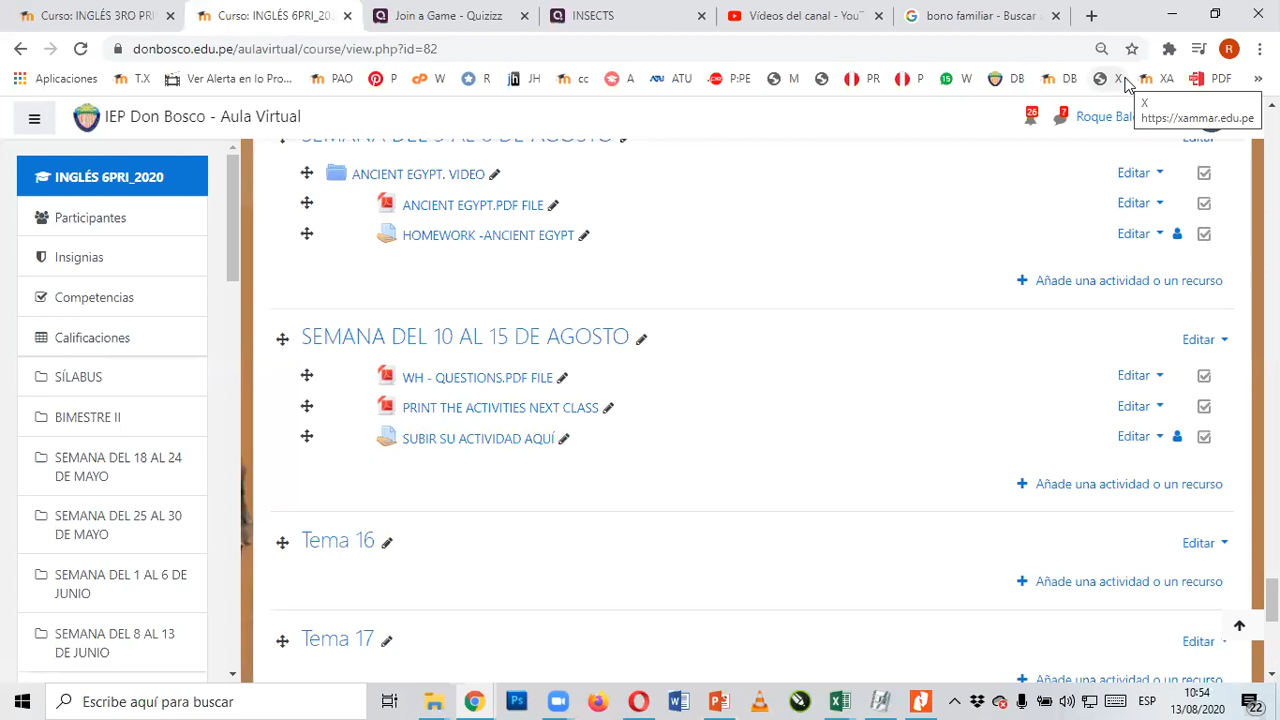 Curso: INGLÉS 3RO PRI
Curso: INGLÉS 6PRI_202
Join a Game - Quizizz
INSECTS
Vídeos del canal - YouT
bono familiar - Buscar
donbosco.edu.pe/aulavirtual/course/view.php?id=82
R
Aplicaciones
T.X
Ver Alerta en lo Pro...
PAO
P
W
R
JH
cc
A
ATU
P:PE
M
PR
P
W
DB
DB
X
XA
PDF
»
X
https://xammar.edu.pe
IEP Don Bosco - Aula Virtual
26
7
Roque
INGLÉS 6PRI_2020
Participantes
Insignias
Competencias
Calificaciones
SÍLABUS
BIMESTRE II
SEMANA DEL 18 AL 24
DE MAYO
SEMANA DEL 25 AL 30
DE MAYO
SEMANA DEL 1 AL 6 DE
JUNIO
SEMANA DEL 8 AL 13
DE JUNIO
ANCIENT EGYPT. VIDEO
Editar
ANCIENT EGYPT.PDF FILE
Editar
HOMEWORK -ANCIENT EGYPT
Editar
Añade una actividad o un recurso
SEMANA DEL 10 AL 15 DE AGOSTO
Editar
WH - QUESTIONS.PDF FILE
Editar
PRINT THE ACTIVITIES NEXT CLASS
Editar
SUBIR SU ACTIVIDAD AQUÍ
Editar
Añade una actividad o un recurso
Tema 16
Editar
Añade una actividad o un recurso
Tema 17
Editar
Añade una actividad o un recurso
Escribe aquí para buscar
ESP
10:54
13/08/2020
22